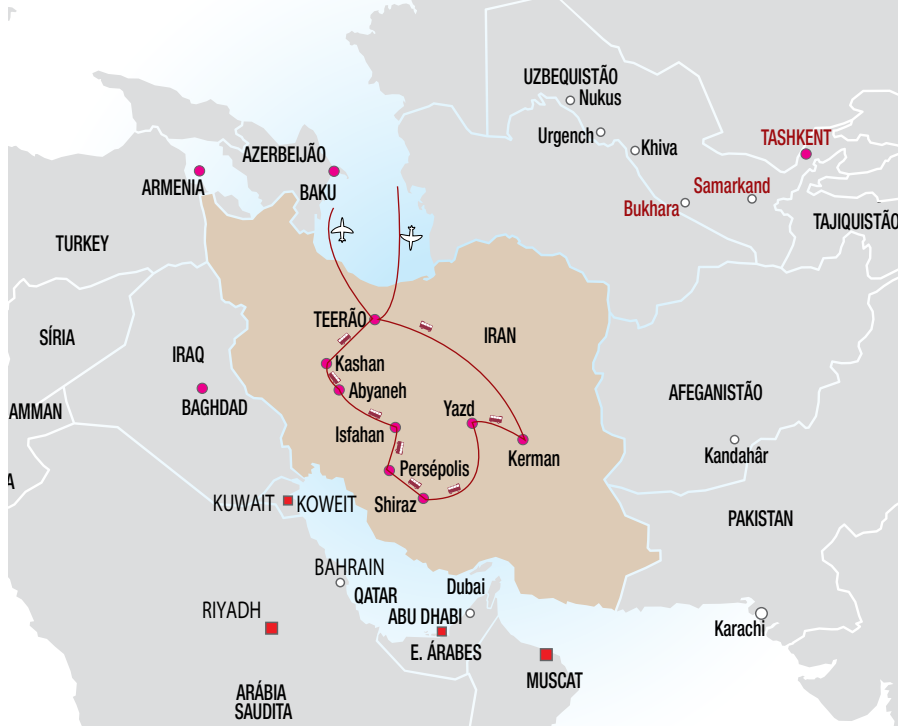 UZBEQUISTÃO
Nukus
Urgench
Khiva
TASHKENT
AZERBEIJÃO
ARMENIA
BAKU
Samarkand
Bukhara
TAJIQUISTÃO
TURKEY
TEERÃO
IRAN
SÍRIA
IRAQ
Kashan
Abyaneh
AFEGANISTÃO
BAGHDAD
AMMAN
Yazd
Isfahan
Kerman
Kandahâr
Persépolis
A
KUWAIT
KOWEIT
Shiraz
PAKISTAN
BAHRAIN
QATAR
Dubai
RIYADH
ABU DHABI
Karachi
E. ÁRABES
MUSCAT
ARÁBIA
SAUDITA